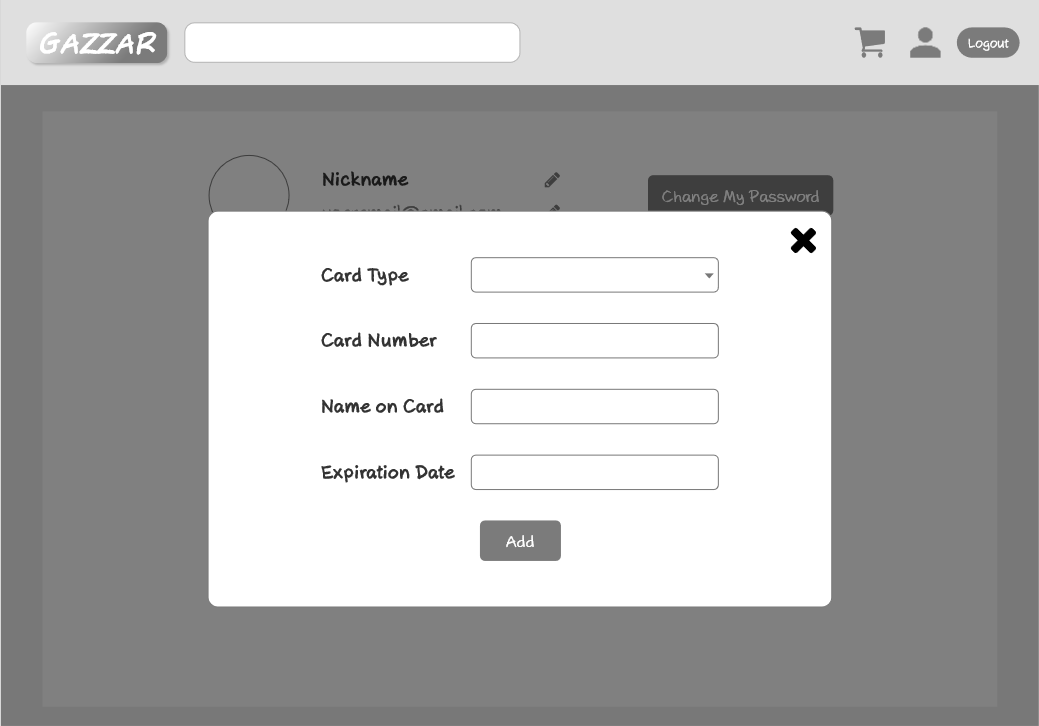 GAZZAR
Logout
Nickname
Change My Password
Card Type
Card Number
Name on Card
Expiration Date
Add